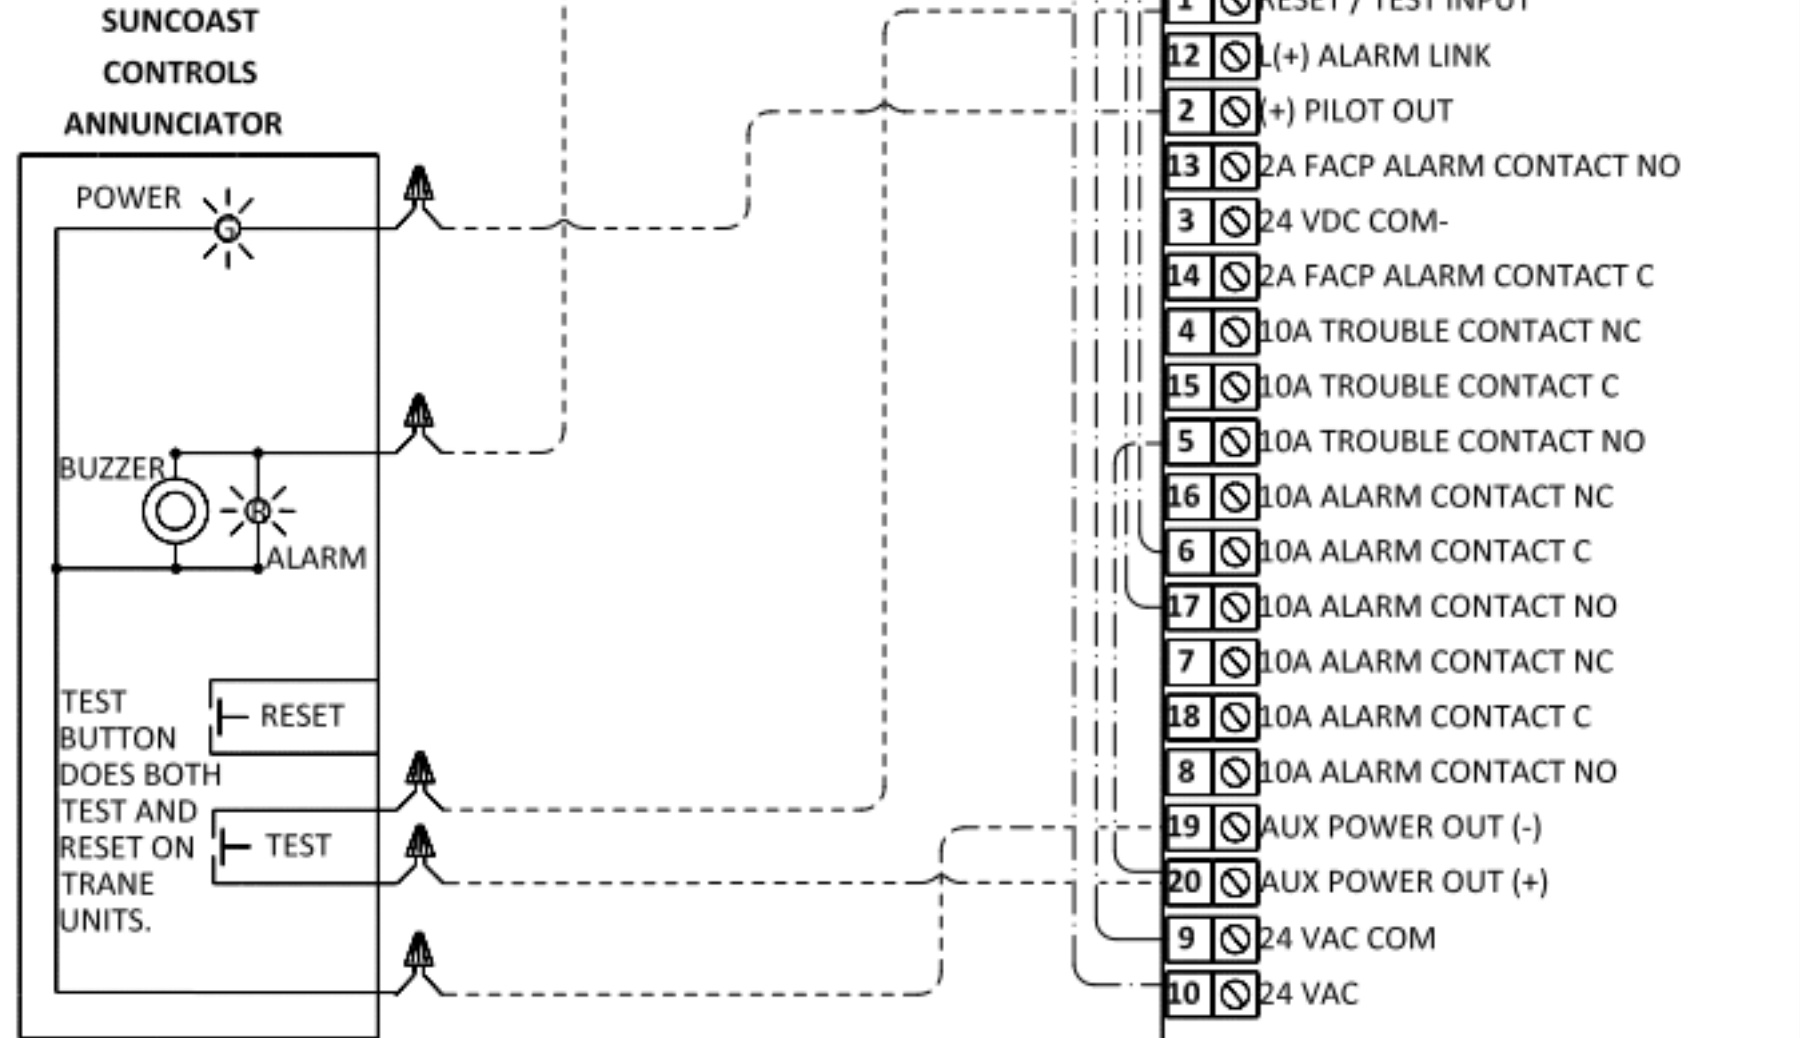 SUNCOAST
CONTROLS
ANNUNCIATOR
POWER
G
BUZZER
R
ALARM
RESET
TEST
BUTTON
DOES BOTH
TEST AND
RESET ON
TRANE
UNITS.
TEST
1 RESET / TEST INPUT
12 L(+) ALARM LINK
2 (+) PILOT OUT
13 2A FACP ALARM CONTACT NO
3 24 VDC COM-
14 2A FACP ALARM CONTACT C
4 10A TROUBLE CONTACT NC
15 10A TROUBLE CONTACT C
5 10A TROUBLE CONTACT NO
16 10A ALARM CONTACT NC
6 10A ALARM CONTACT C
17 10A ALARM CONTACT NO
7 10A ALARM CONTACT NC
18 10A ALARM CONTACT C
8 10A ALARM CONTACT NO
19 AUX POWER OUT (-)
20 AUX POWER OUT (+)
9 24 VAC COM
10 24 VAC